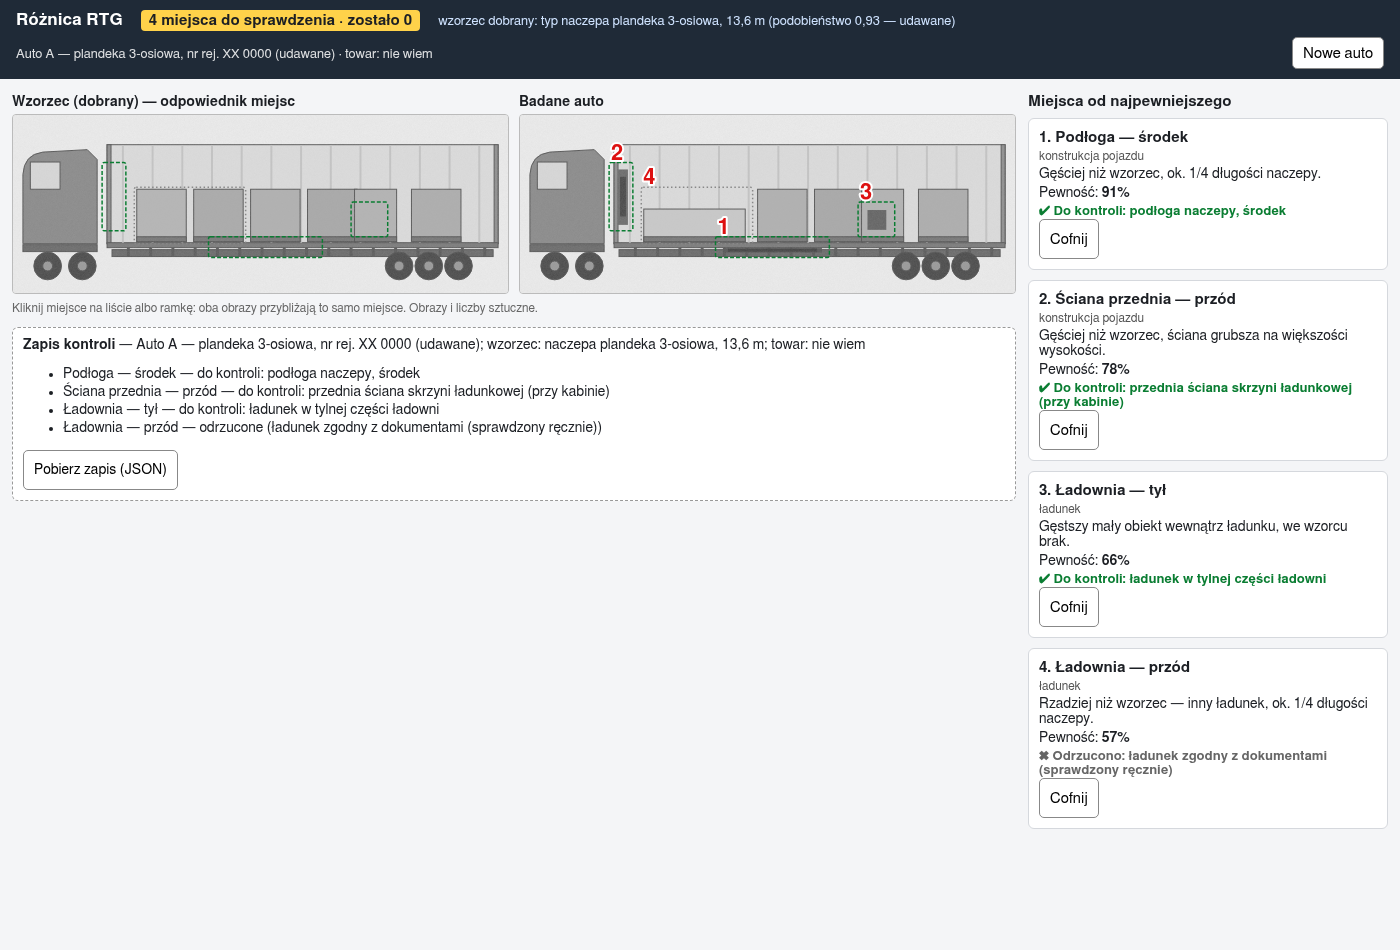 Różnica RTG
4 miejsca do sprawdzenia · zostało 0
wzorzec dobrany: typ naczepa plandeka 3-osiowa, 13,6 m (podobieństwo 0,93 — udawane)
Auto A — plandeka 3-osiowa, nr rej. XX 0000 (udawane) · towar: nie wiem
Nowe auto
Wzorzec (dobrany) — odpowiednik miejsc
Badane auto
2
4
3
1
Kliknij miejsce na liście albo ramkę: oba obrazy przybliżają to samo miejsce. Obrazy i liczby sztuczne.
Zapis kontroli — Auto A — plandeka 3-osiowa, nr rej. XX 0000 (udawane); wzorzec: naczepa plandeka 3-osiowa, 13,6 m; towar: nie wiem
• Podłoga — środek — do kontroli: podłoga naczepy, środek
• Ściana przednia — przód — do kontroli: przednia ściana skrzyni ładunkowej (przy kabinie)
• Ładownia — tył — do kontroli: ładunek w tylnej części ładowni
• Ładownia — przód — odrzucone (ładunek zgodny z dokumentami (sprawdzony ręcznie))
Pobierz zapis (JSON)
Miejsca od najpewniejszego
1. Podłoga — środek
konstrukcja pojazdu
Gęściej niż wzorzec, ok. 1/4 długości naczepy.
Pewność: 91%
✔ Do kontroli: podłoga naczepy, środek
Cofnij
2. Ściana przednia — przód
konstrukcja pojazdu
Gęściej niż wzorzec, ściana grubsza na większości
wysokości.
Pewność: 78%
✔ Do kontroli: przednia ściana skrzyni ładunkowej
(przy kabinie)
Cofnij
3. Ładownia — tył
ładunek
Gęstszy mały obiekt wewnątrz ładunku, we wzorcu
brak.
Pewność: 66%
✔ Do kontroli: ładunek w tylnej części ładowni
Cofnij
4. Ładownia — przód
ładunek
Rzadziej niż wzorzec — inny ładunek, ok. 1/4 długości
naczepy.
Pewność: 57%
✖ Odrzucono: ładunek zgodny z dokumentami
(sprawdzony ręcznie)
Cofnij